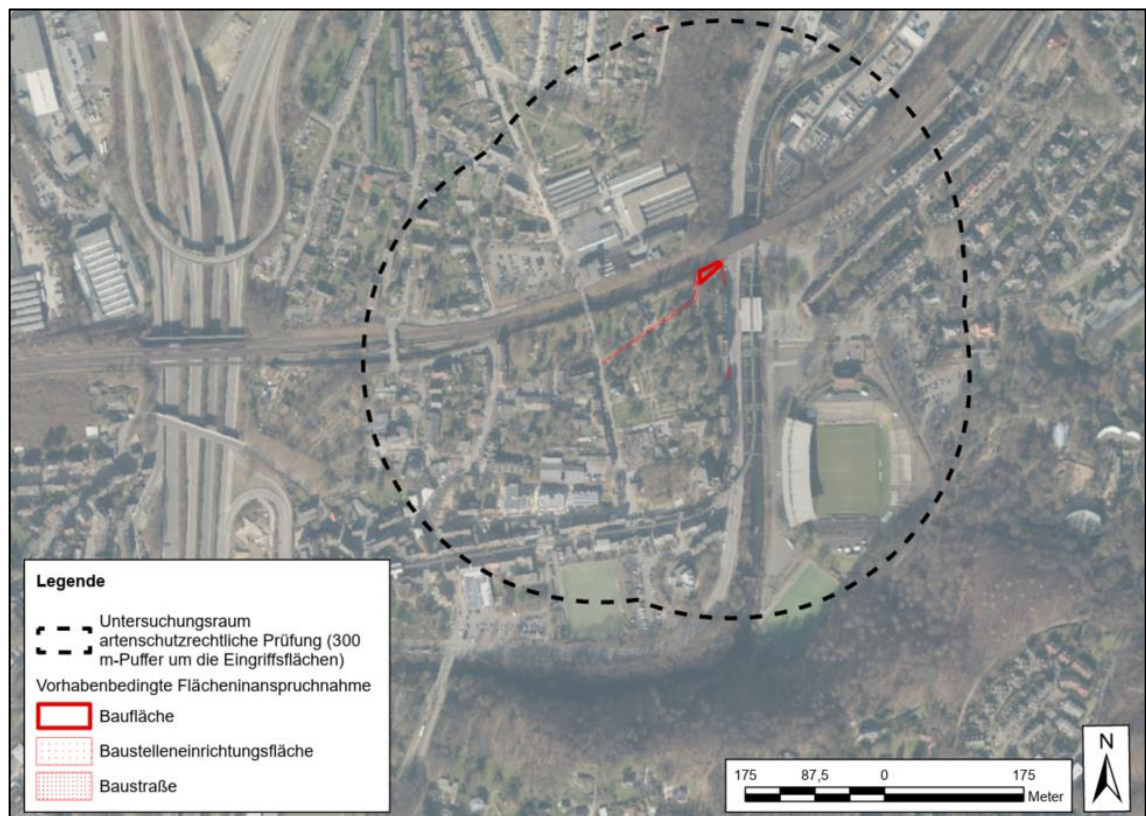 Legende
Untersuchungsraum
artenschutzrechtliche Prüfung (300
m-Puffer um die Eingriffsflächen)
Vorhabenbedingte Flächeninanspruchnahme
Baufläche
Baustelleneinrichtungsfläche
Baustraße
175 87,5 0 175
Meter
N